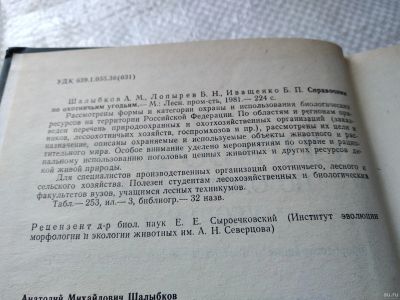 УДК 639.1.055.36(031)
Шалыбков А. М., Лопырев Б. Н., Иващенко Б. П. Справочник
по охотничьим угодьям.— М.: Лесн. пром-сть, 1981.— 224 с.
Рассмотрены формы и категории охраны и использования биологических
ресурсов на территории Российской Федерации. По областям и регионам при-
веден перечень природоохранных и охотхозяйственных организаций (заказ-
ников, лесоохотничьих хозяйств, госпромхозов и пр.), рассмотрены их цели и
назначение, описаны охраняемые и используемые объекты животного и ра-
стительного мира. Особое внимание уделено мероприятиям по охране и рацио-
нальному использованию поголовья ценных животных и других ресурсов
живой природы.
Для специалистов производственных организаций охотничьего, лесного и
сельского хозяйства. Полезен студентам лесохозяйственных и биологических
факультетов вузов, учащимся лесных техникумов.
Табл.— 253, ил.— 3, библиогр.— 32 назв.
Рецензент д-р биол. наук Е. Е. Сыроечковский (Институт эволюции
морфологии и экологии животных им. А. Н. Северцова)
Анатолий Михайлович Шалыбков
au.ru